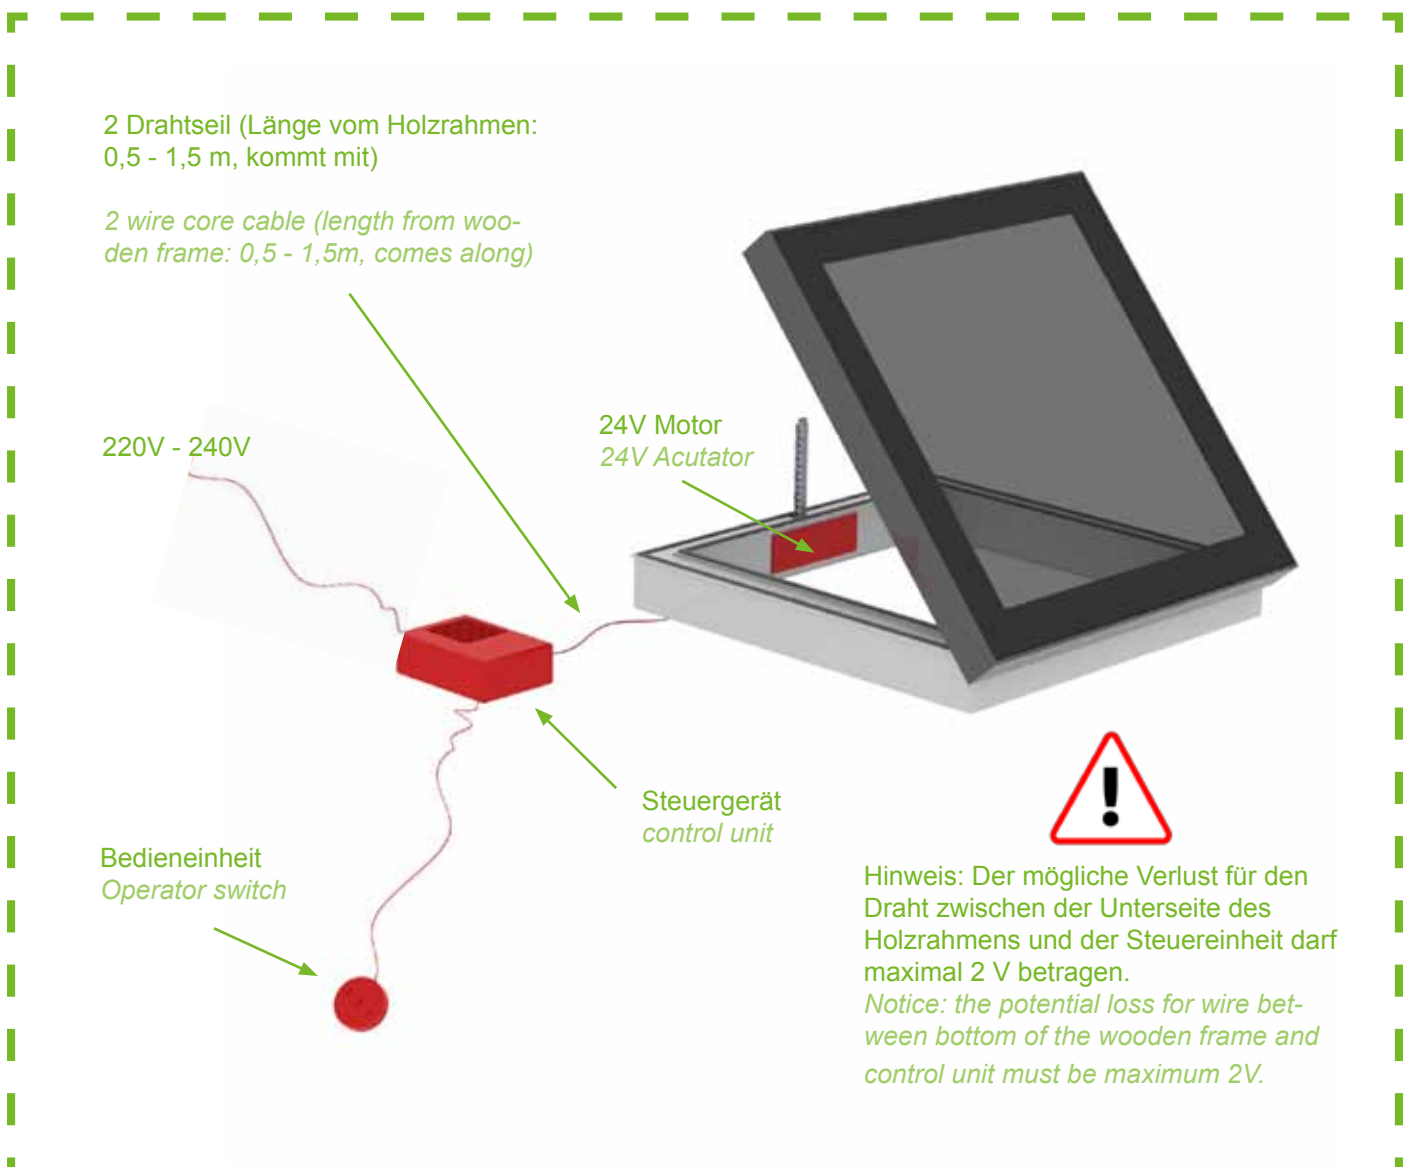 2 Drahtseil (Länge vom Holzrahmen:
0,5 - 1,5 m, kommt mit)
2 wire core cable (length from woo-
den frame: 0,5 - 1,5m, comes along)
220V - 240V
24V Motor
24V Acutator
Steuergerät
control unit
Bedieneinheit
Operator switch
Hinweis: Der mögliche Verlust für den
Draht zwischen der Unterseite des
Holzrahmens und der Steuereinheit darf
maximal 2 V betragen.
Notice: the potential loss for wire bet-
ween bottom of the wooden frame and
control unit must be maximum 2V.